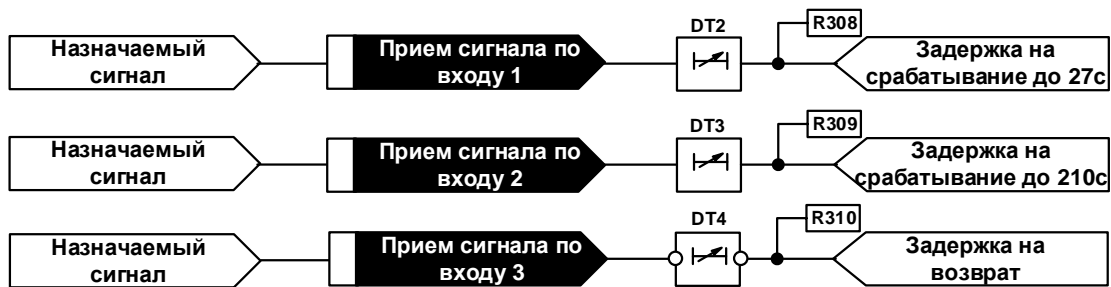 Назначаемый
сигнал
Прием сигнала по
входу 1
DT2
R308
Задержка на
срабатывание до 27с
Назначаемый
сигнал
Прием сигнала по
входу 2
DT3
R309
Задержка на
срабатывание до 210с
Назначаемый
сигнал
Прием сигнала по
входу 3
DT4
R310
Задержка на
возврат